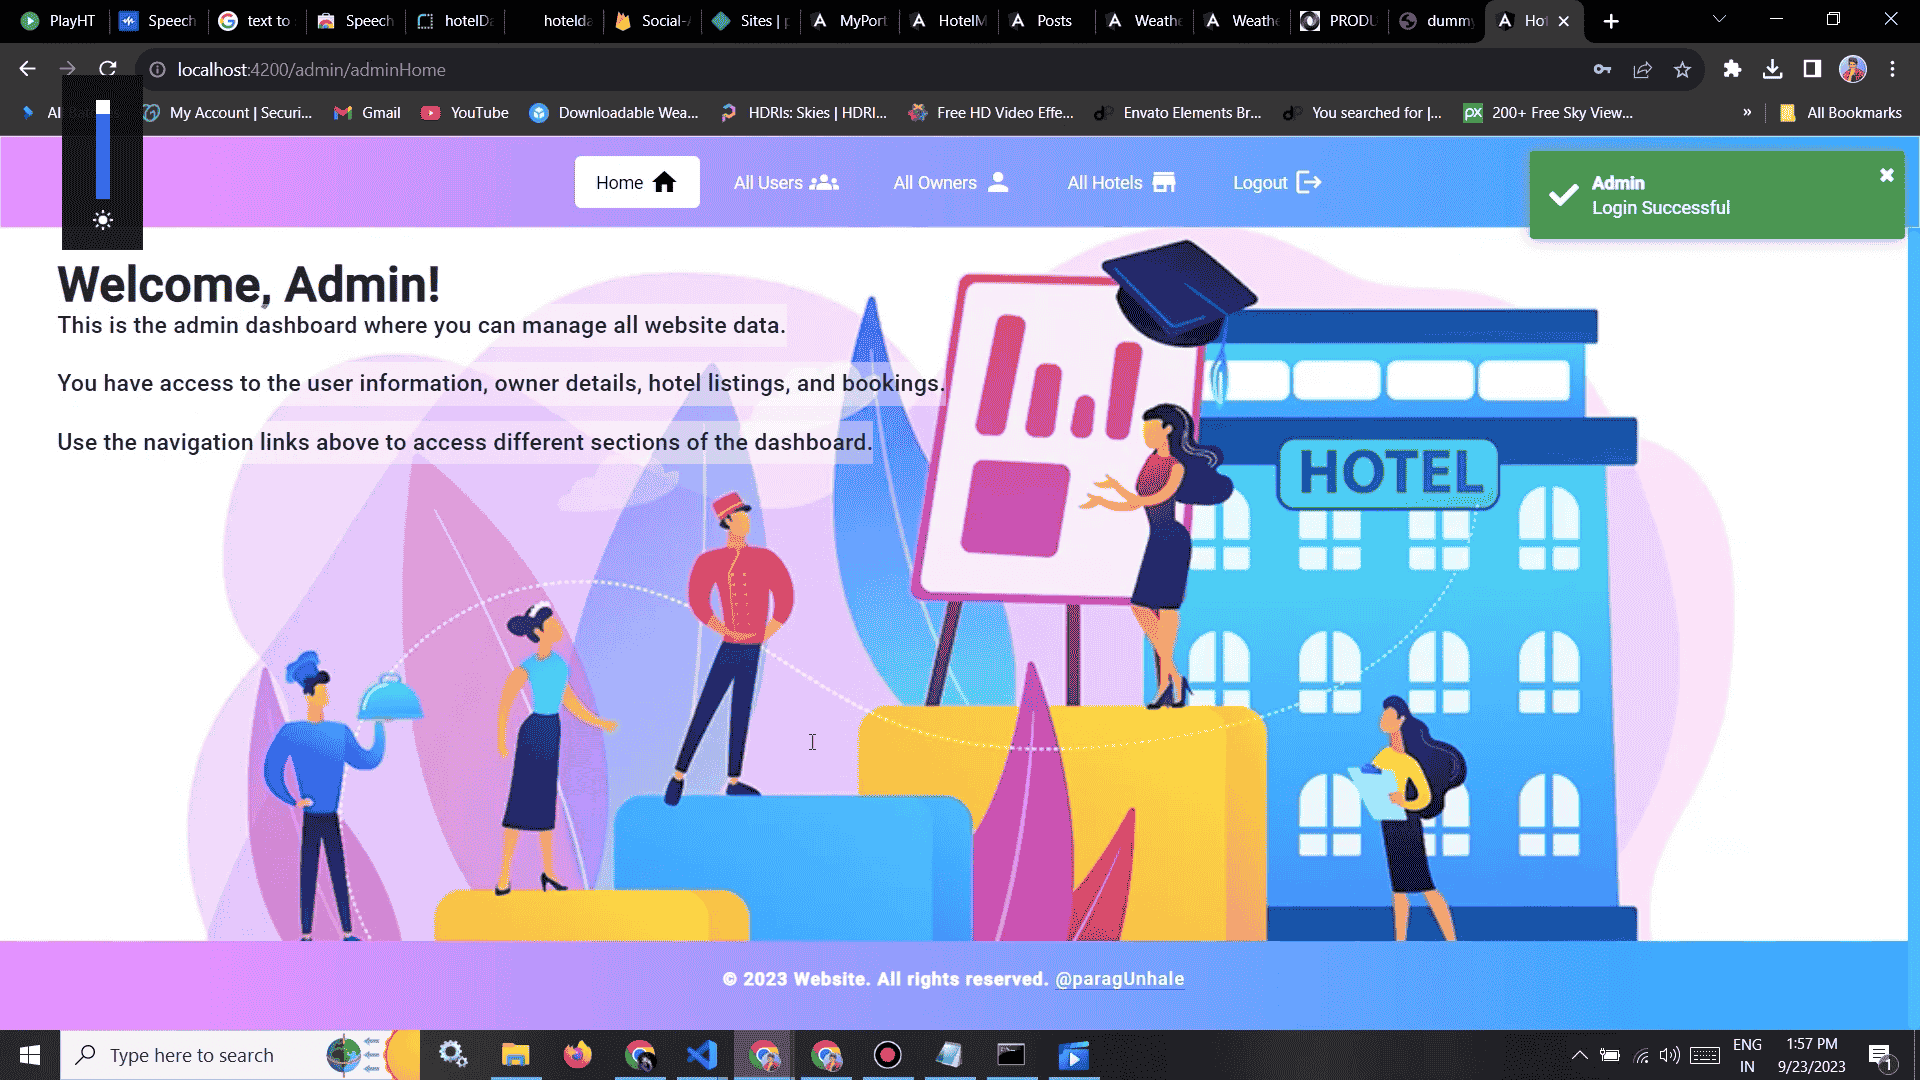 PlayHT
Speech
text to
Speech
hotelDa
hotelda
Social-
Sites | p
MyPort
HotelM
Posts
Weathe
Weathe
PRODU
dummy
Hot
localhost:4200/admin/adminHome
My Account | Securi...
Gmail
YouTube
Downloadable Wea...
HDRIs: Skies | HDRI...
Free HD Video Effe...
Envato Elements Br...
You searched for |...
px
200+ Free Sky View...
»
All Bookmarks
Home
All Users
All Owners
All Hotels
Logout
Admin
Login Successful
Welcome, Admin!
This is the admin dashboard where you can manage all website data.
You have access to the user information, owner details, hotel listings, and bookings.
Use the navigation links above to access different sections of the dashboard.
HOTEL
© 2023 Website. All rights reserved. @paragUnhale
Type here to search
ENG
IN
1:57 PM
9/23/2023
1